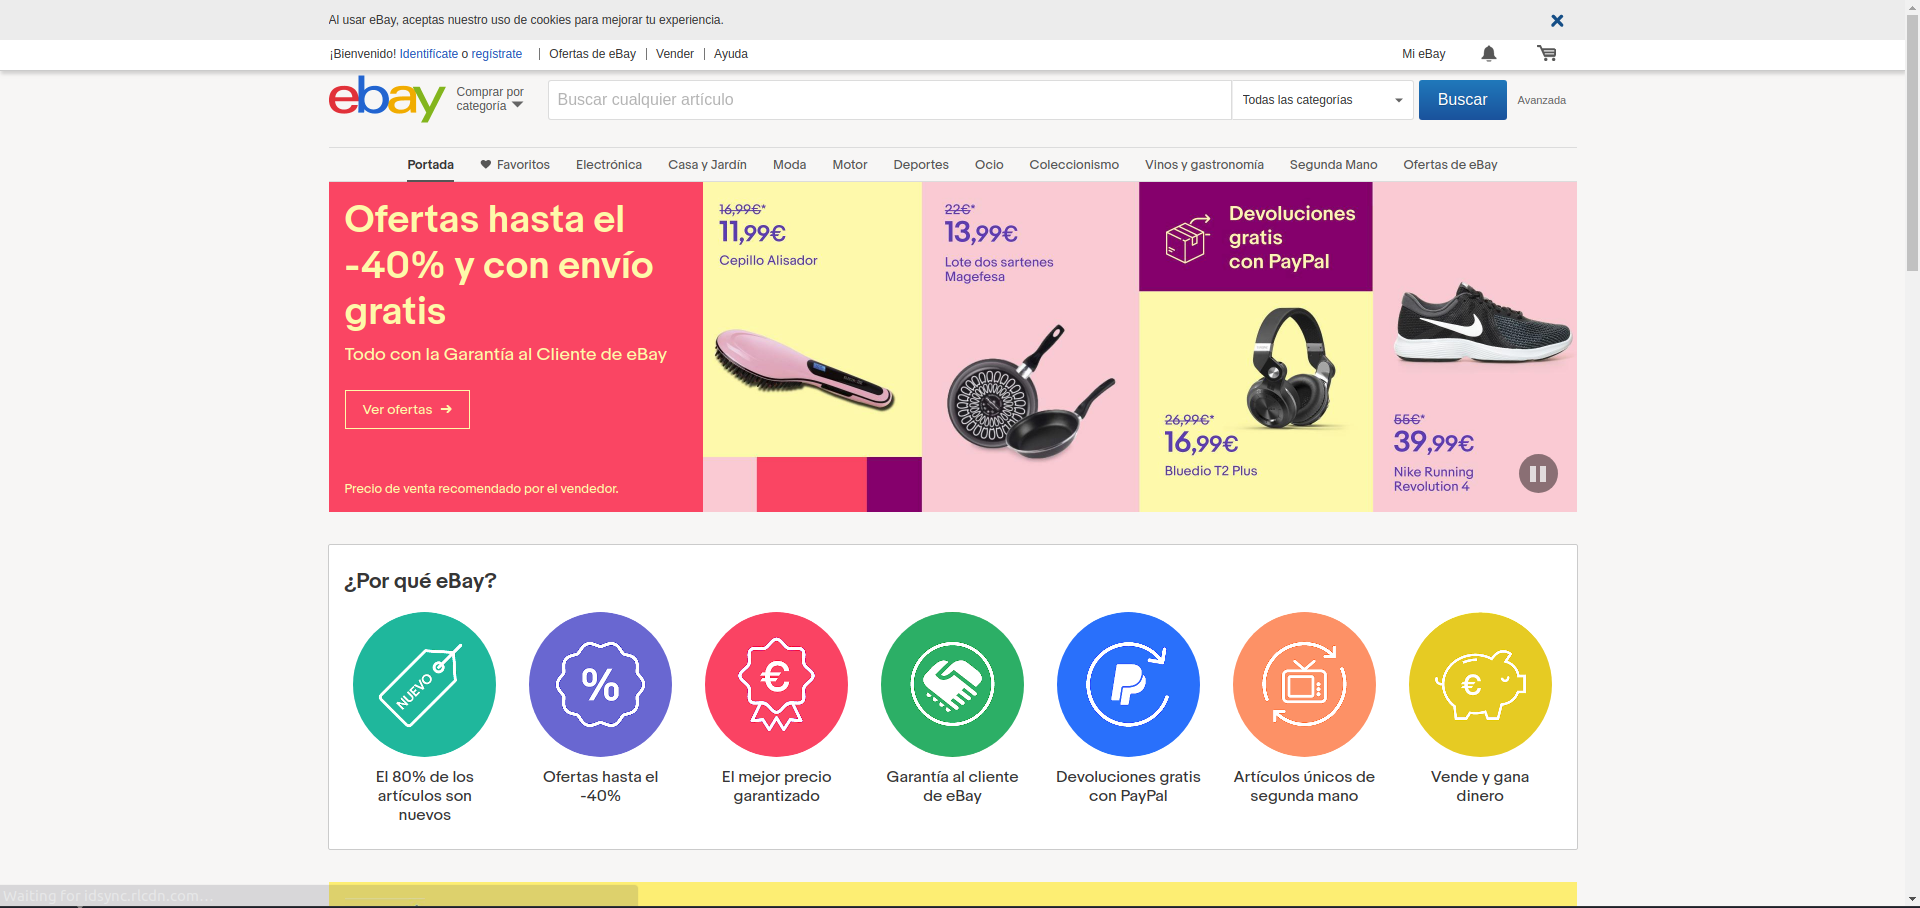 Al usar eBay, aceptas nuestro uso de cookies para mejorar tu experiencia.
¡Bienvenido! Identifícate o regístrate | Ofertas de eBay | Vender | Ayuda
Mi eBay
ebay
Comprar por
categoría
Buscar cualquier artículo
Todas las categorías
Buscar
Avanzada
Portada
Favoritos
Electrónica
Casa y Jardín
Moda
Motor
Deportes
Ocio
Coleccionismo
Vinos y gastronomía
Segunda Mano
Ofertas de eBay
Ofertas hasta el
-40% y con envío
gratis
Todo con la Garantía al Cliente de eBay
Ver ofertas
Precio de venta recomendado por el vendedor.
16,99€*
11,99€
Cepillo Alisador
22€*
13,99€
Lote dos sartenes
Magefesa
Devoluciones
gratis
con PayPal
26,99€*
16,99€
Bluedio T2 Plus
55€*
39,99€
Nike Running
Revolution 4
¿Por qué eBay?
NUEVO
El 80% de los
artículos son
nuevos
%
Ofertas hasta el
-40%
€
El mejor precio
garantizado
Garantía al cliente
de eBay
Devoluciones gratis
con PayPal
Artículos únicos de
segunda mano
€
Vende y gana
dinero
Waiting for idsync.rlcdn.com...